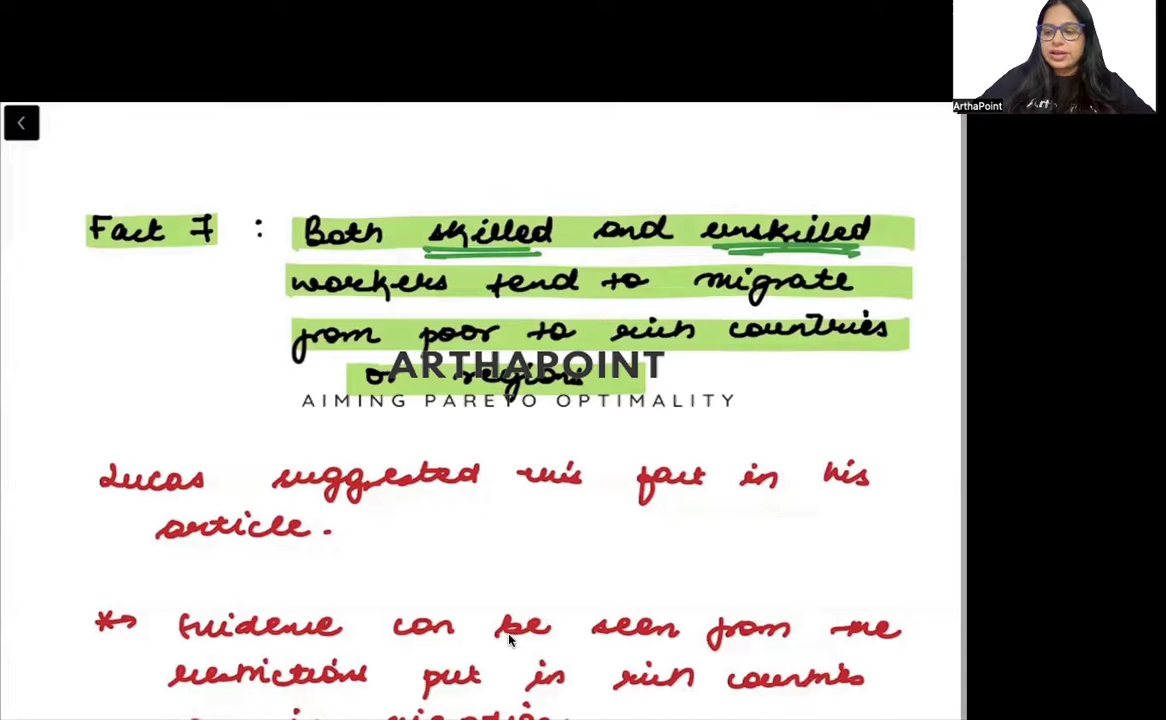 ArthaPoint
Fact 7 : Both skilled and unskilled
workers tend to migrate
from poor to rich countries
or regions
ARTHAPOINT
AIMING PARETO OPTIMALITY
Lucas suggested this fact in his
article.
*→ Evidence can be seen from the
restrictions put in rich countries